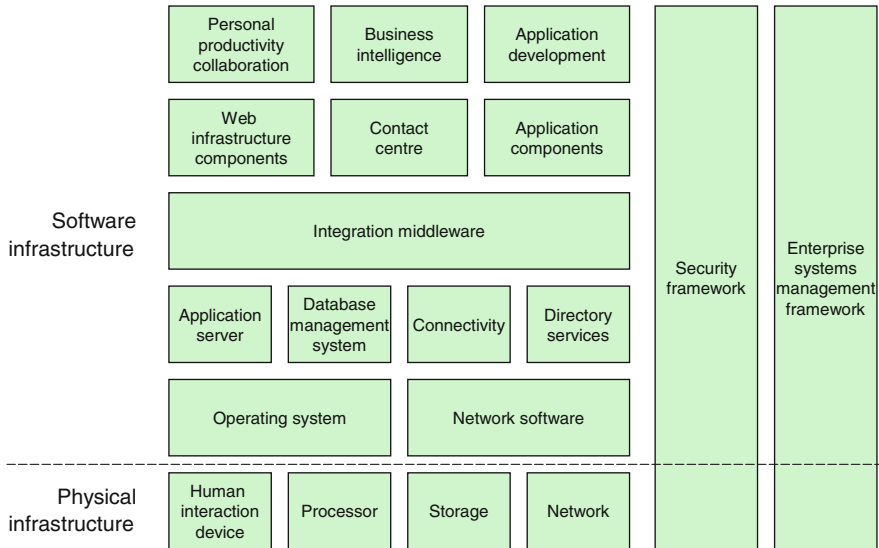 Personal
productivity
collaboration
Business
intelligence
Application
development
Web
infrastructure
components
Contact
centre
Application
components
Software
infrastructure
Integration middleware
Security
framework
Enterprise
systems
management
framework
Application
server
Database
management
system
Connectivity
Directory
services
Operating system
Network software
Physical
infrastructure
Human
interaction
device
Processor
Storage
Network